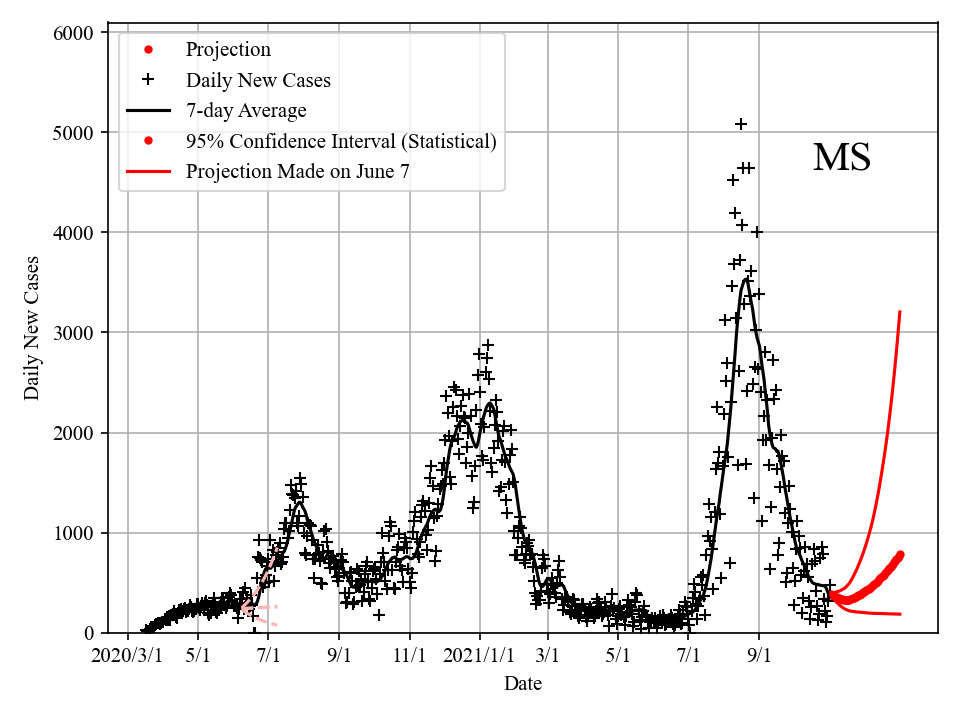 6000
5000
4000
3000
2000
1000
0
Daily New Cases
Projection
Daily New Cases
7-day Average
95% Confidence Interval (Statistical)
Projection Made on June 7
MS
2020/3/1 5/1 7/1 9/1 11/1 2021/1/1 3/1 5/1 7/1 9/1
Date